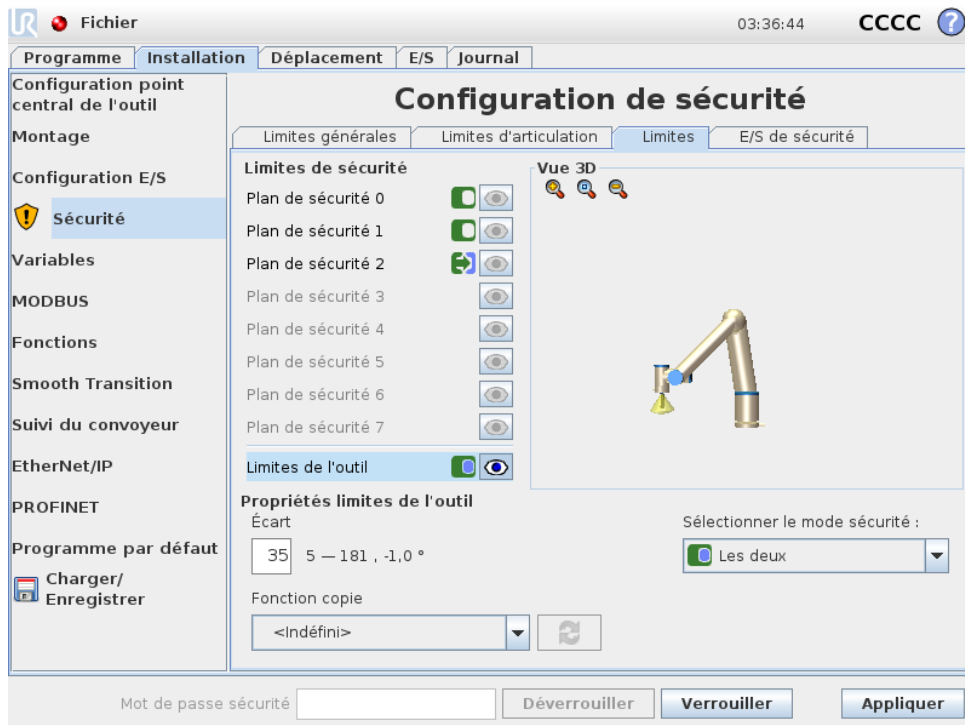 UR Fichier 03:36:44 CCCC ?
Programme Installation Déplacement E/S Journal
Configuration point
central de l'outil
Montage
Configuration E/S
Sécurité
Variables
MODBUS
Fonctions
Smooth Transition
Suivi du convoyeur
EtherNet/IP
PROFINET
Programme par défaut
Charger/
Enregistrer
Configuration de sécurité
Limites générales Limites d'articulation Limites E/S de sécurité
Limites de sécurité
Plan de sécurité 0
Plan de sécurité 1
Plan de sécurité 2
Plan de sécurité 3
Plan de sécurité 4
Plan de sécurité 5
Plan de sécurité 6
Plan de sécurité 7
Limites de l'outil
Vue 3D
Propriétés limites de l'outil
Écart
35 5 — 181 , -1,0 °
Sélectionner le mode sécurité :
Les deux
Fonction copie
<Indéfini>
Mot de passe sécurité Déverrouiller Verrouiller Appliquer